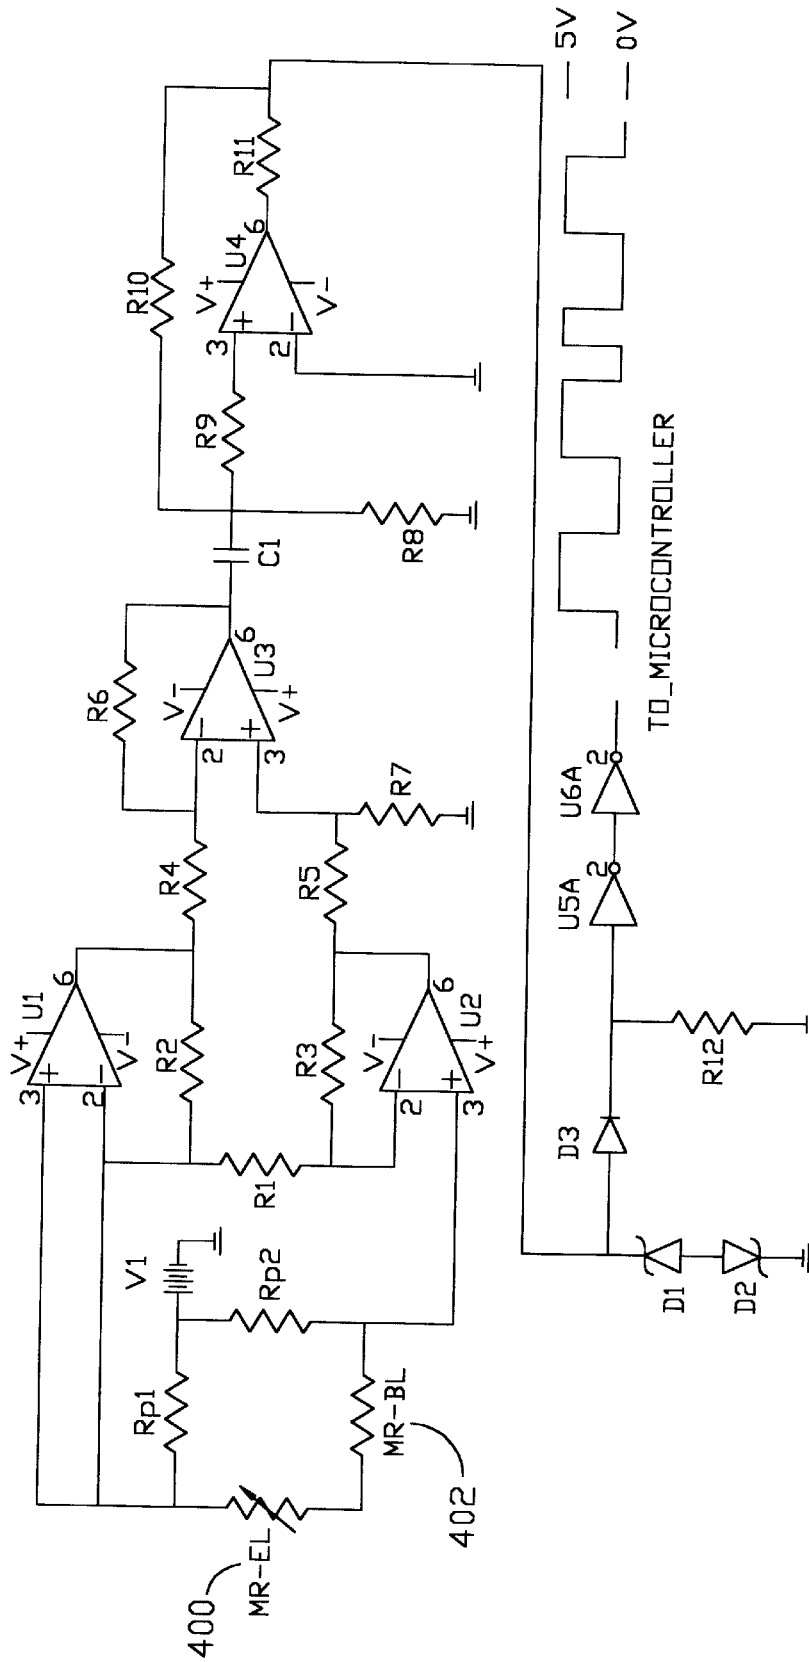 400
MR-EL
MR-BL
402
Rp1
Rp2
V1
R1
R2
R3
3
+
2
-
V+
V-
U1
6
2
-
3
+
V-
V+
U2
6
R4
R5
R6
R7
2
-
3
+
V-
V+
U3
6
C1
R8
R9
R10
3
+
2
-
V+
V-
U4
6
R11
D1
D2
D3
R12
U5A
2
U6A
2
TO_MICROCONTROLLER
5V
0V